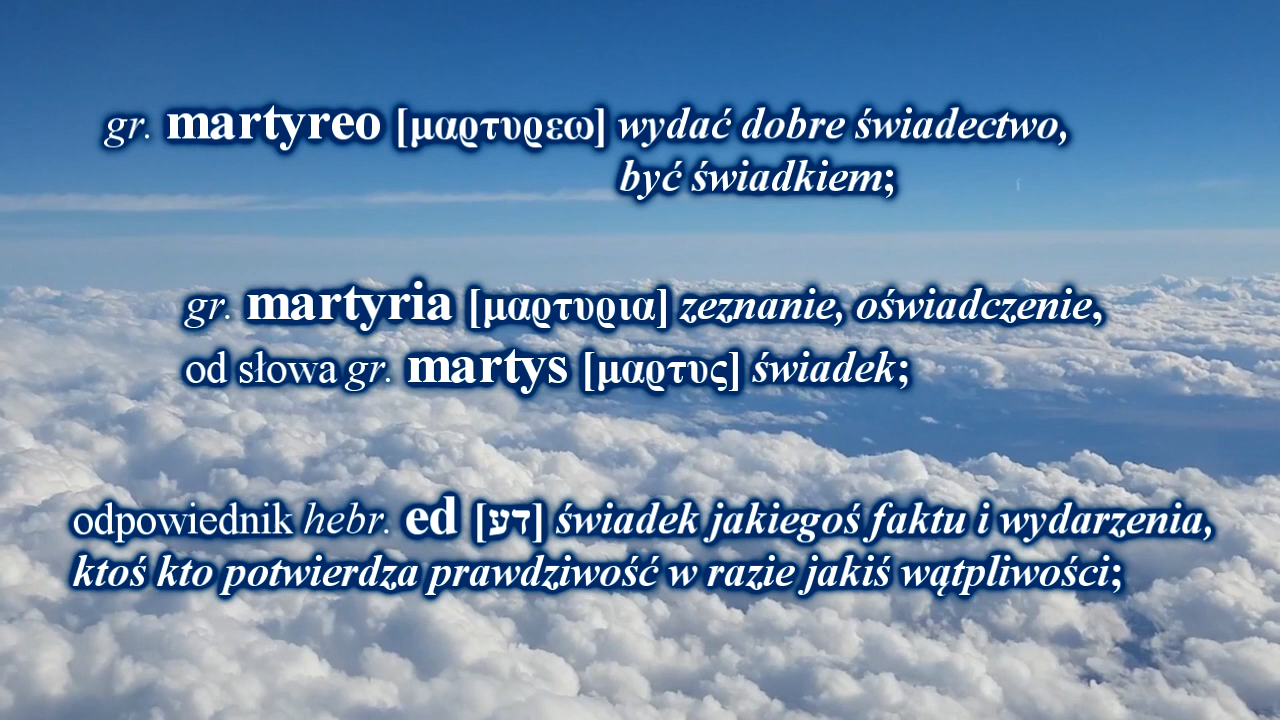 gr. martyreo [μαρτυρεω] wydać dobre świadectwo,
być świadkiem;
gr. martyria [μαρτυρια] zeznanie, oświadczenie,
od słowa gr. martys [μαρτυς] świadek;
odpowiednik hebr. ed [דע] świadek jakiegoś faktu i wydarzenia,
ktoś kto potwierdza prawdziwość w razie jakiś wątpliwości;